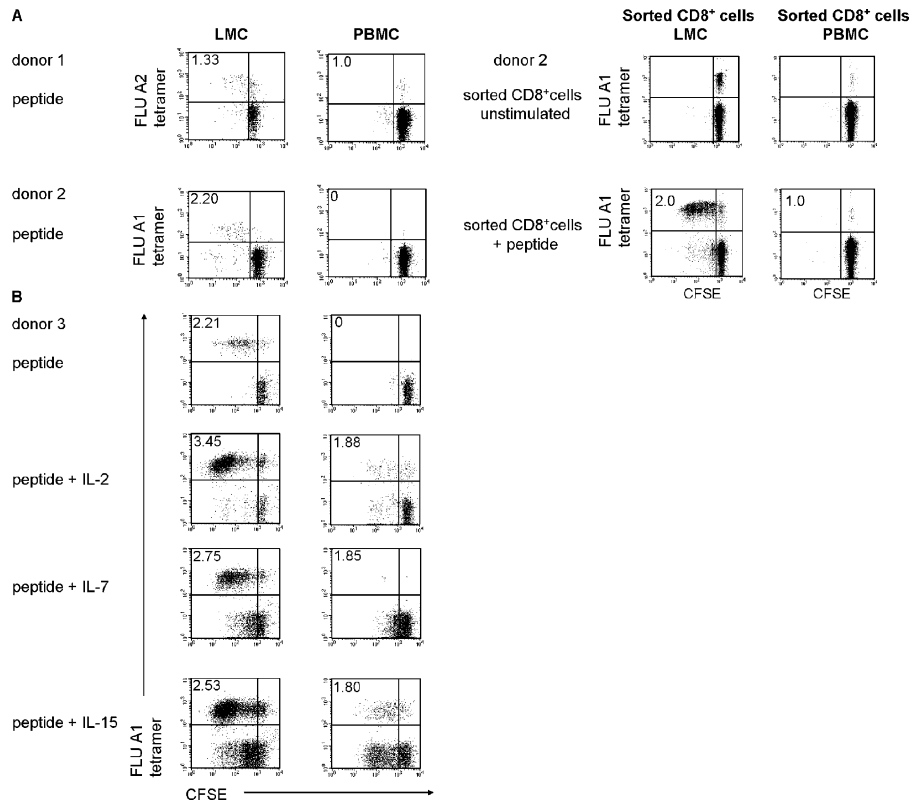 A
LMC
PBMC
Sorted CD8⁺ cells
LMC
Sorted CD8⁺ cells
PBMC
donor 1
peptide
FLU A2
tetramer
1.33
1.0
donor 2
sorted CD8⁺cells
unstimulated
FLU A1
tetramer
donor 2
peptide
FLU A1
tetramer
2.20
0
sorted CD8⁺cells
+ peptide
FLU A1
tetramer
2.0
1.0
CFSE
CFSE
B
donor 3
peptide
2.21
0
peptide + IL-2
3.45
1.88
peptide + IL-7
2.75
1.85
peptide + IL-15
2.53
1.80
FLU A1
tetramer
CFSE